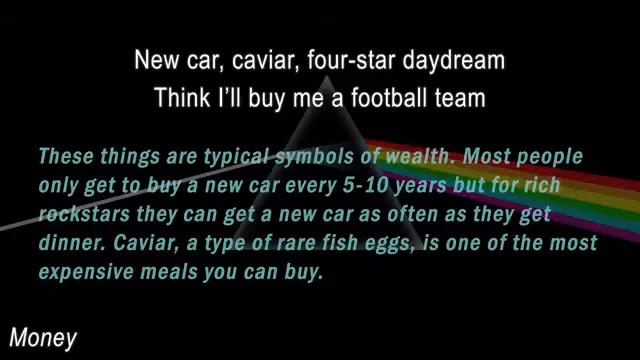 New car, caviar, four-star daydream
Think I'll buy me a football team
These things are typical symbols of wealth. Most people
only get to buy a new car every 5-10 years but for rich
rockstars they can get a new car as often as they get
dinner. Caviar, a type of rare fish eggs, is one of the most
expensive meals you can buy.
Money